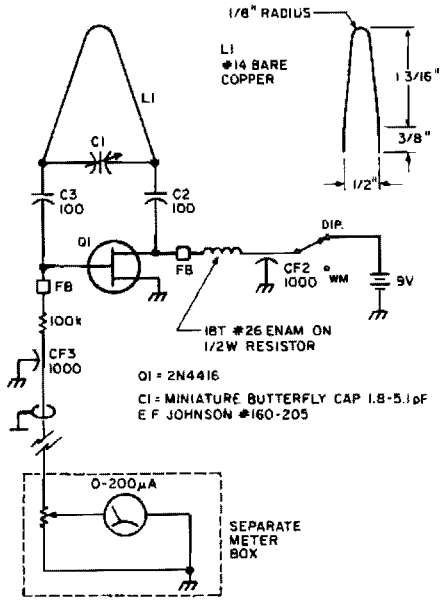 1/8" RADIUS
L1
#14 BARE
COPPER
1 3/16"
3/8"
1/2"
L1
C1
C3
100
C2
100
Q1
DIP.
FB
CF2
1000
WM
9V
FB
100K
18T #26 ENAM ON
1/2W RESISTOR
CF3
1000
Q1 = 2N4416
C1 = MINIATURE BUTTERFLY CAP 1.8-5.1pF
E F JOHNSON #160-205
0-200µA
SEPARATE
METER
BOX